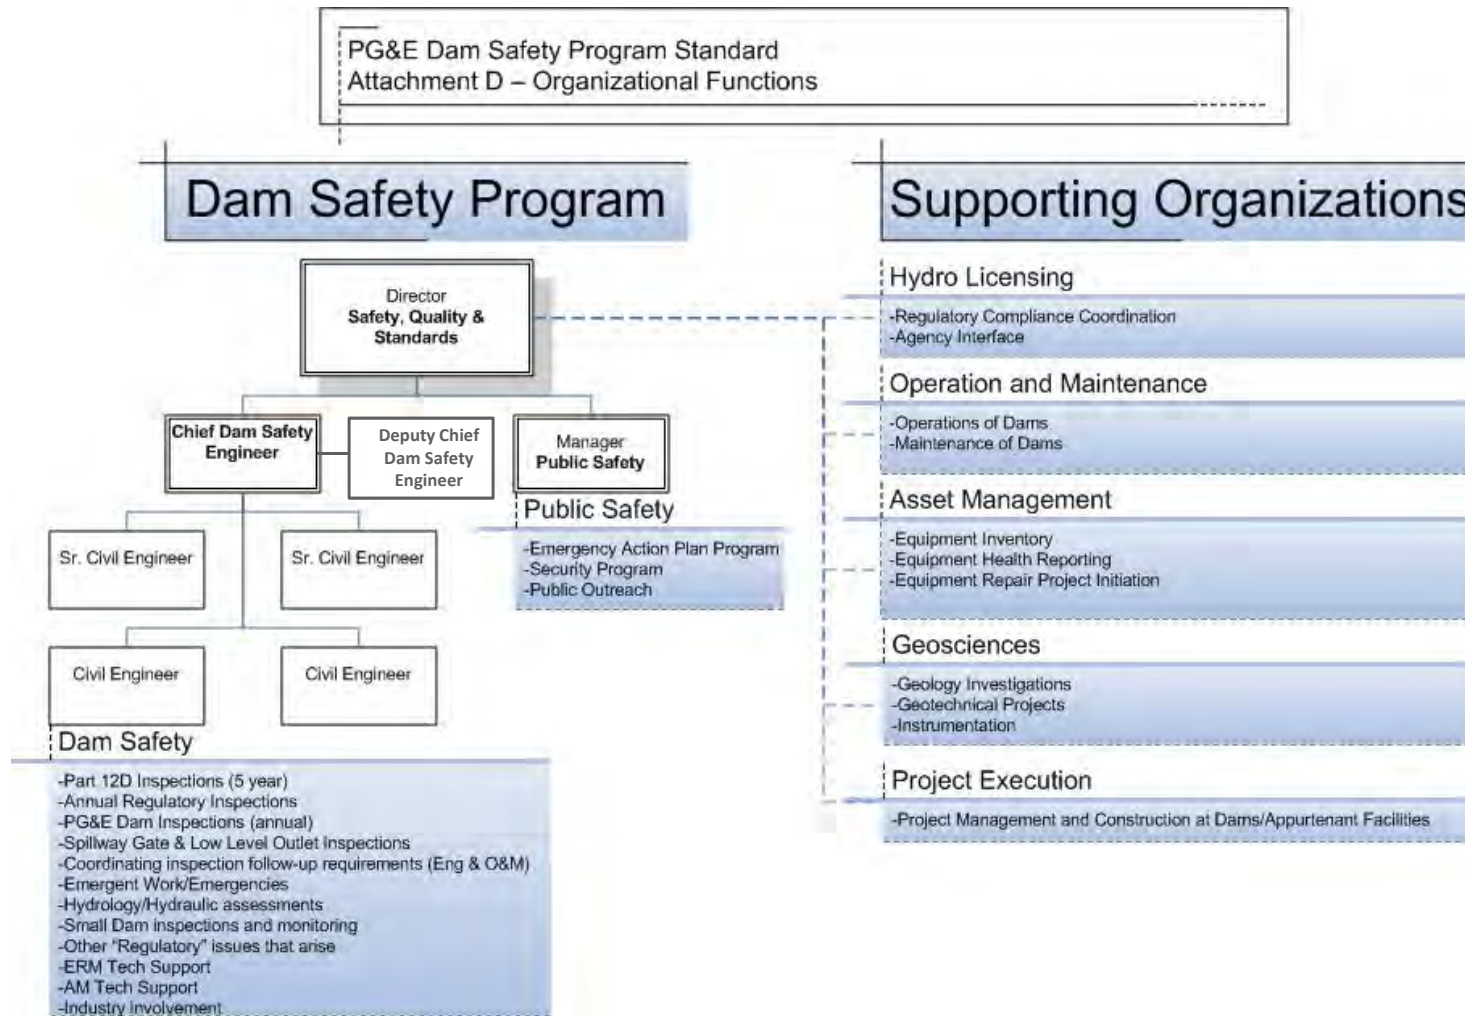 PG&E Dam Safety Program Standard
Attachment D – Organizational Functions
Dam Safety Program
Director
Safety, Quality &
Standards
Chief Dam Safety
Engineer
Deputy Chief
Dam Safety
Engineer
Manager
Public Safety
Sr. Civil Engineer
Sr. Civil Engineer
Civil Engineer
Civil Engineer
Public Safety
-Emergency Action Plan Program
-Security Program
-Public Outreach
Dam Safety
-Part 12D Inspections (5 year)
-Annual Regulatory Inspections
-PG&E Dam Inspections (annual)
-Spillway Gate & Low Level Outlet Inspections
-Coordinating inspection follow-up requirements (Eng & O&M)
-Emergent Work/Emergencies
-Hydrology/Hydraulic assessments
-Small Dam inspections and monitoring
-Other "Regulatory" issues that arise
-ERM Tech Support
-AM Tech Support
-Industry involvement
Supporting Organizations
Hydro Licensing
-Regulatory Compliance Coordination
-Agency Interface
Operation and Maintenance
-Operations of Dams
-Maintenance of Dams
Asset Management
-Equipment Inventory
-Equipment Health Reporting
-Equipment Repair Project Initiation
Geosciences
-Geology Investigations
-Geotechnical Projects
-Instrumentation
Project Execution
-Project Management and Construction at Dams/Appurtenant Facilities